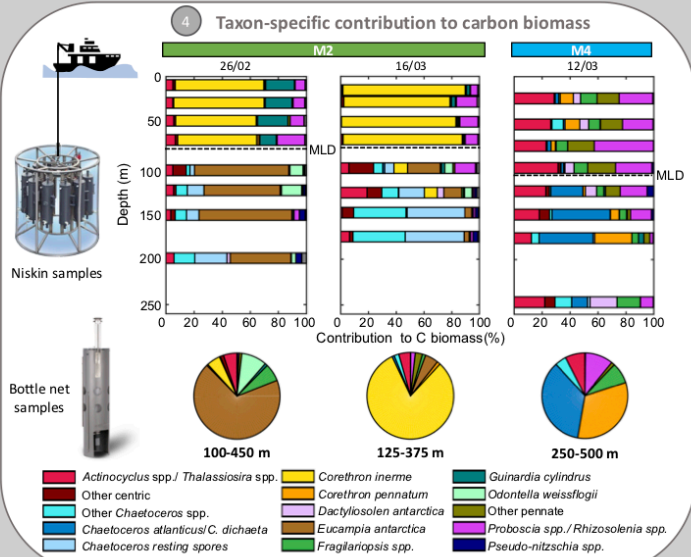 4 Taxon-specific contribution to carbon biomass
M2 M4
26/02 16/03 12/03
0
50
100
150
200
250
Depth (m)
MLD
MLD
Niskin samples
20 40 60 80 100 20 40 60 80 100 20 40 60 80 100
Contribution to C biomass(%)
Bottle net
samples
100-450 m 125-375 m 250-500 m
Actinocyclus spp./ Thalassiosira spp. Corethron inerme Guinardia cylindrus
Other centric Corethron pennatum Odontella weissflogii
Other Chaetoceros spp. Dactyliosolen antarctica Other pennate
Chaetoceros atlanticus/C. dichaeta Eucampia antarctica Proboscia spp./ Rhizosolenia spp.
Chaetoceros resting spores Fragilariopsis spp. Pseudo-nitzschia spp.